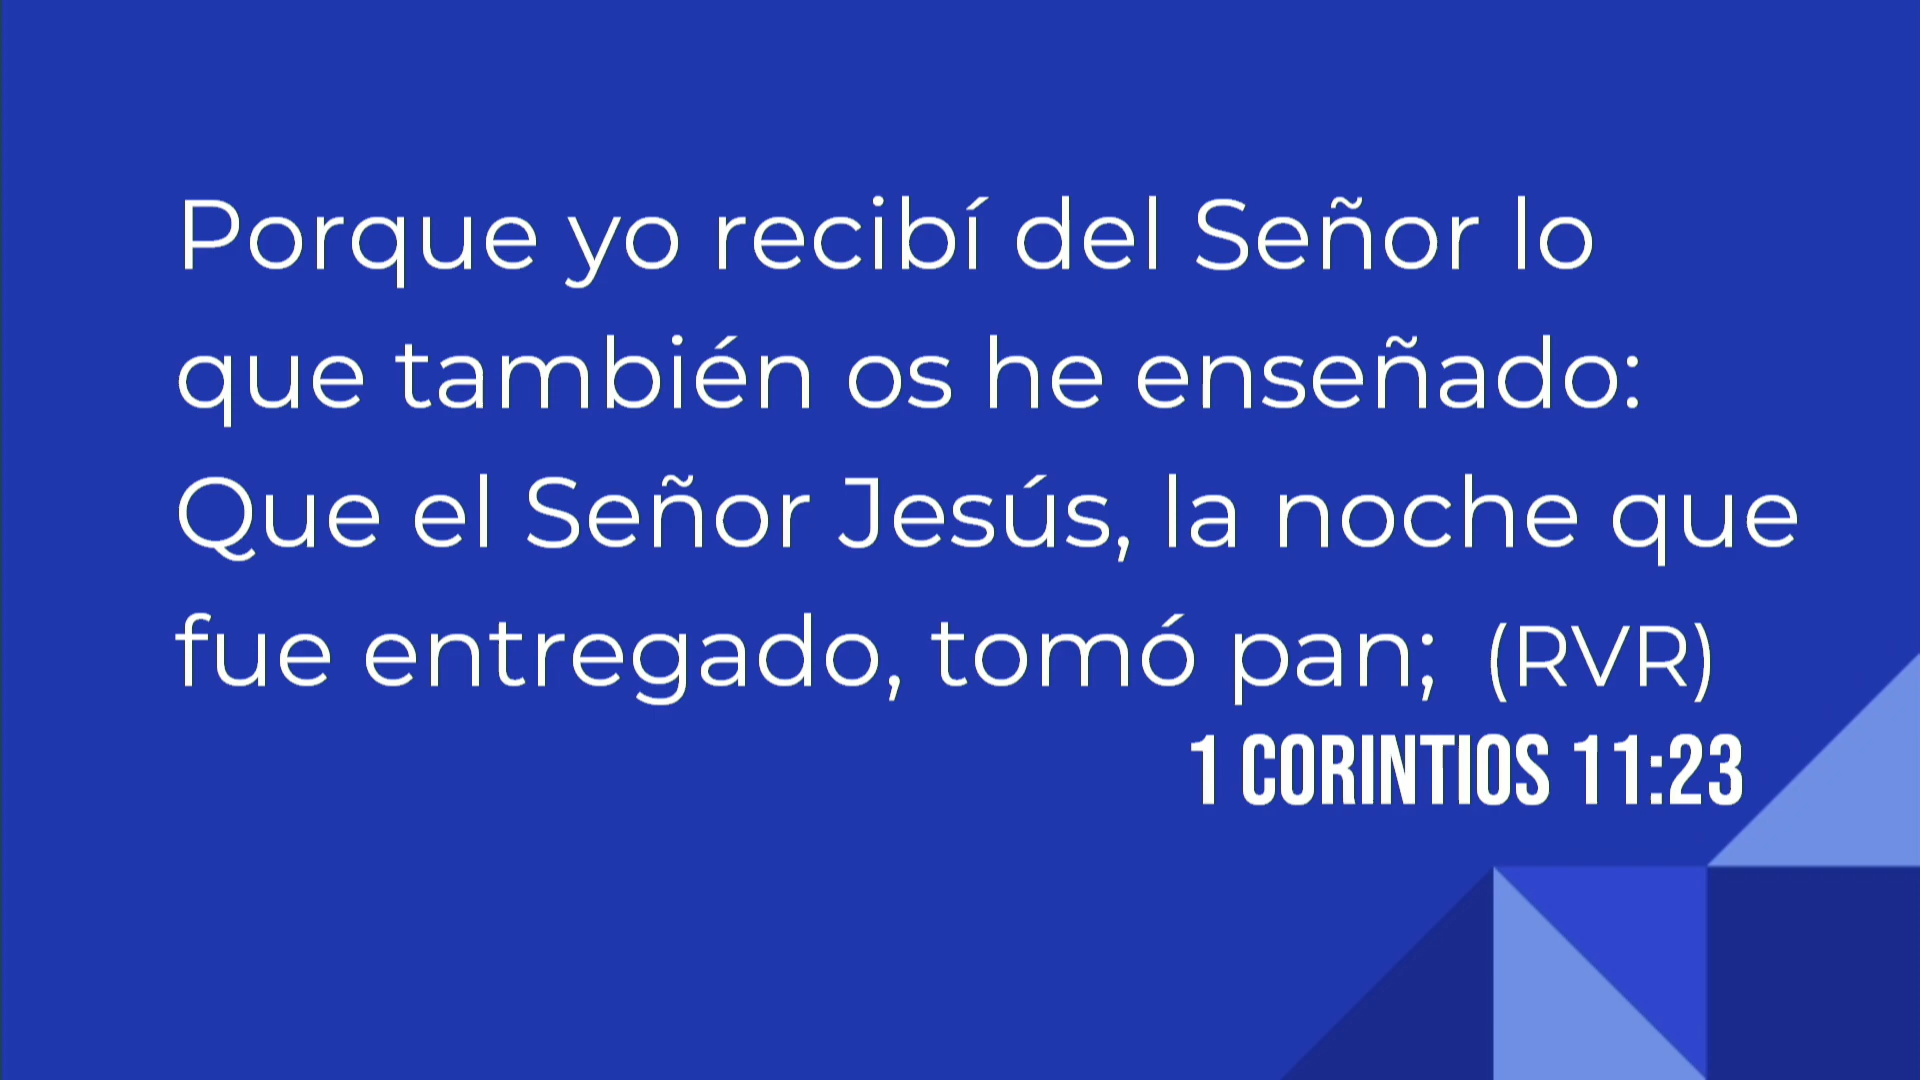 Porque yo recibí del Señor lo
que también os he enseñado:
Que el Señor Jesús, la noche que
fue entregado, tomó pan; (RVR)
1 CORINTIOS 11:23